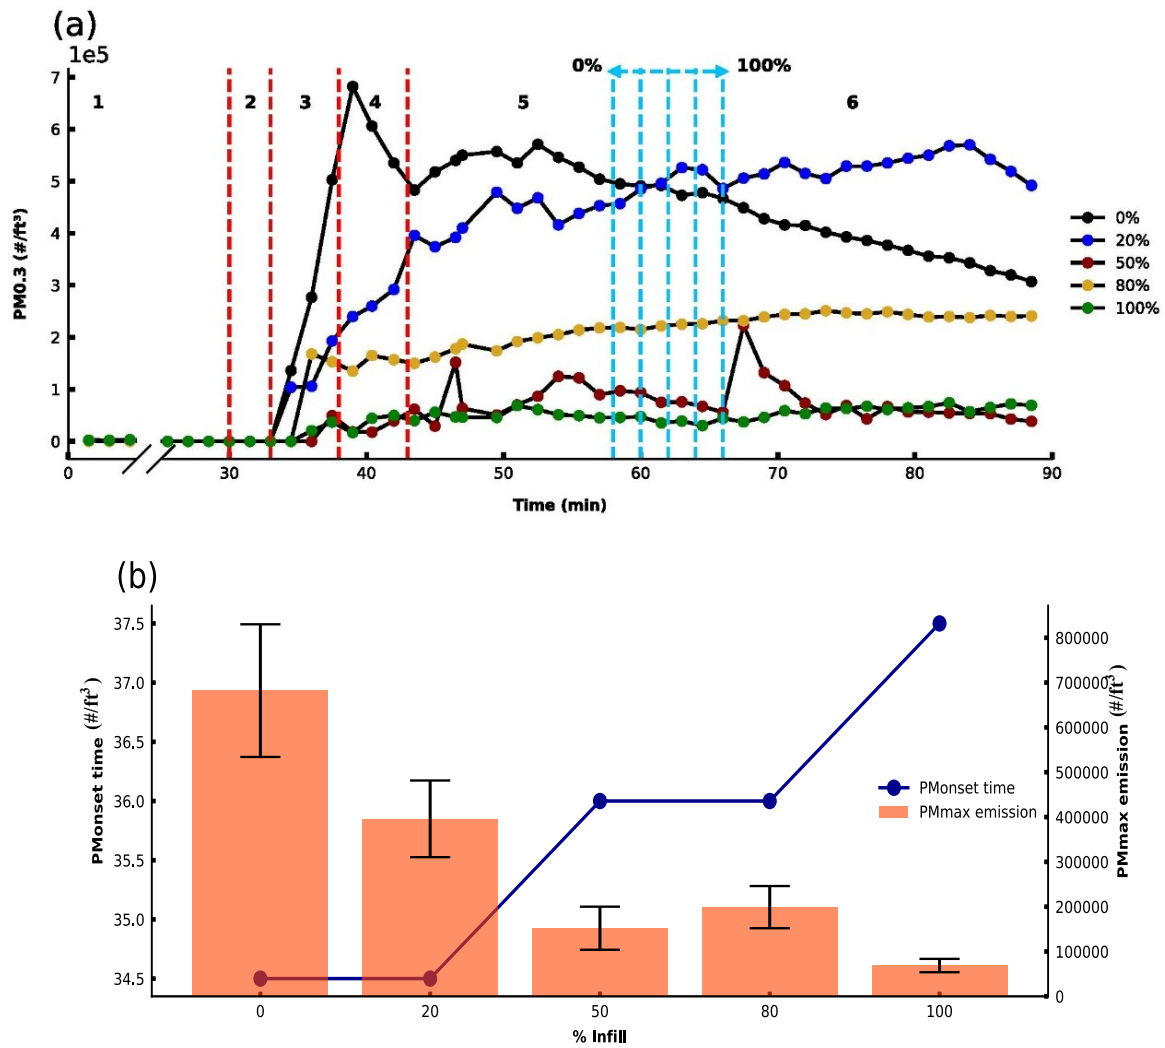 (a)
1e5
0% 100%
1 2 3 4 5 6
7
6
5
4
3
2
1
0
PM0.3 (#/ft³)
0 30 40 50 60 70 80 90
Time (min)
0%
20%
50%
80%
100%
(b)
37.5
37.0
36.5
36.0
35.5
35.0
34.5
PMonset time (#/ft³)
800000
700000
600000
500000
400000
300000
200000
100000
0
PMmax emission (#/ft³)
PMonset time
PMmax emission
0 20 50 80 100
% Infill